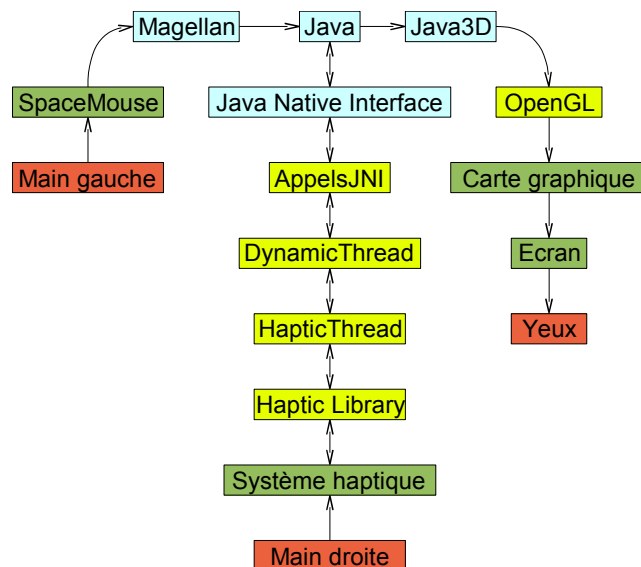 Magellan
Java
Java3D
SpaceMouse
Java Native Interface
OpenGL
Main gauche
AppelsJNI
Carte graphique
DynamicThread
Ecran
HapticThread
Yeux
Haptic Library
Système haptique
Main droite